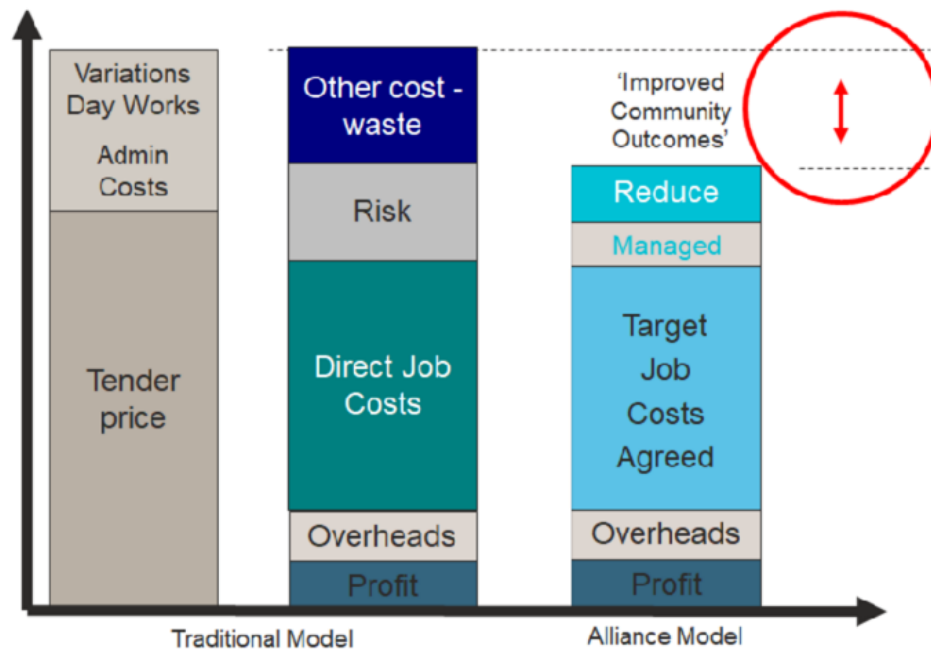 Variations
Day Works
Admin
Costs
Tender
price
Other cost -
waste
Risk
Direct Job
Costs
Overheads
Profit
'Improved
Community
Outcomes'
Reduce
Managed
Target
Job
Costs
Agreed
Overheads
Profit
Traditional Model
Alliance Model